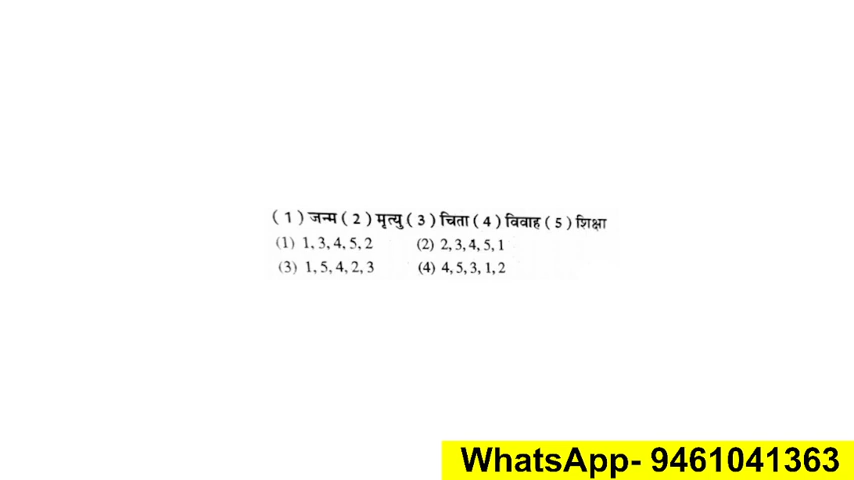 ( 1 ) जन्म ( 2 ) मृत्यु ( 3 ) चिता ( 4 ) विवाह ( 5 ) शिक्षा
(1) 1, 3, 4, 5, 2 (2) 2, 3, 4, 5, 1
(3) 1, 5, 4, 2, 3 (4) 4, 5, 3, 1, 2
WhatsApp- 9461041363